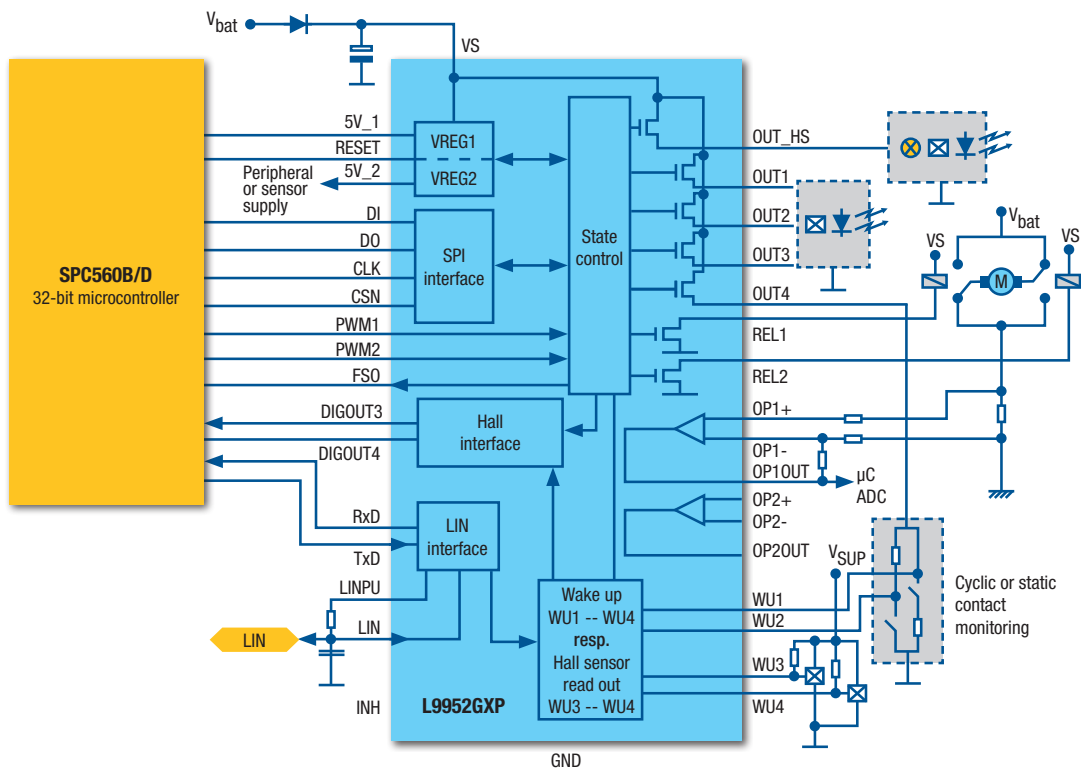 Vbat
VS
SPC560B/D
32-bit microcontroller
5V_1
RESET
5V_2
Peripheral
or sensor
supply
DI
DO
CLK
CSN
PWM1
PWM2
FSO
DIGOUT3
DIGOUT4
RxD
TxD
LINPU
LIN
LIN
INH
VREG1
VREG2
SPI
interface
State
control
Hall
interface
LIN
interface
Wake up
WU1 -- WU4
resp.
Hall sensor
read out
WU3 -- WU4
L9952GXP
GND
OUT_HS
OUT1
OUT2
OUT3
OUT4
REL1
REL2
OP1+
OP1-
OP1OUT
OP2+
OP2-
OP2OUT
WU1
WU2
WU3
WU4
Vbat
VS
VS
M
µC
ADC
VSUP
Cyclic or static
contact
monitoring